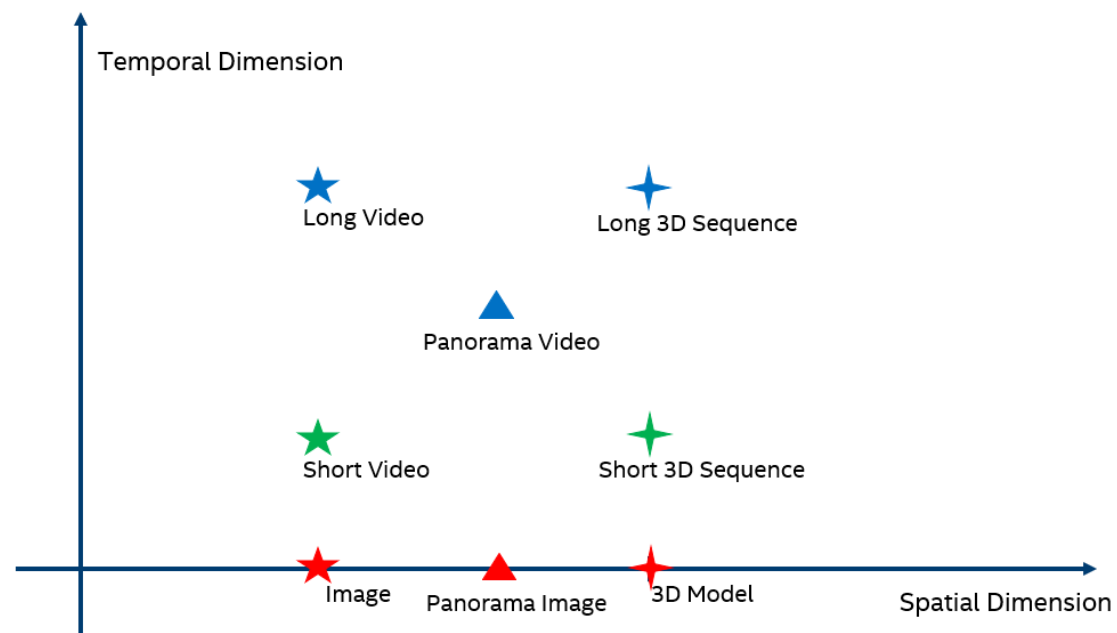 Temporal Dimension
Long Video
Long 3D Sequence
Panorama Video
Short Video
Short 3D Sequence
Image
Panorama Image
3D Model
Spatial Dimension